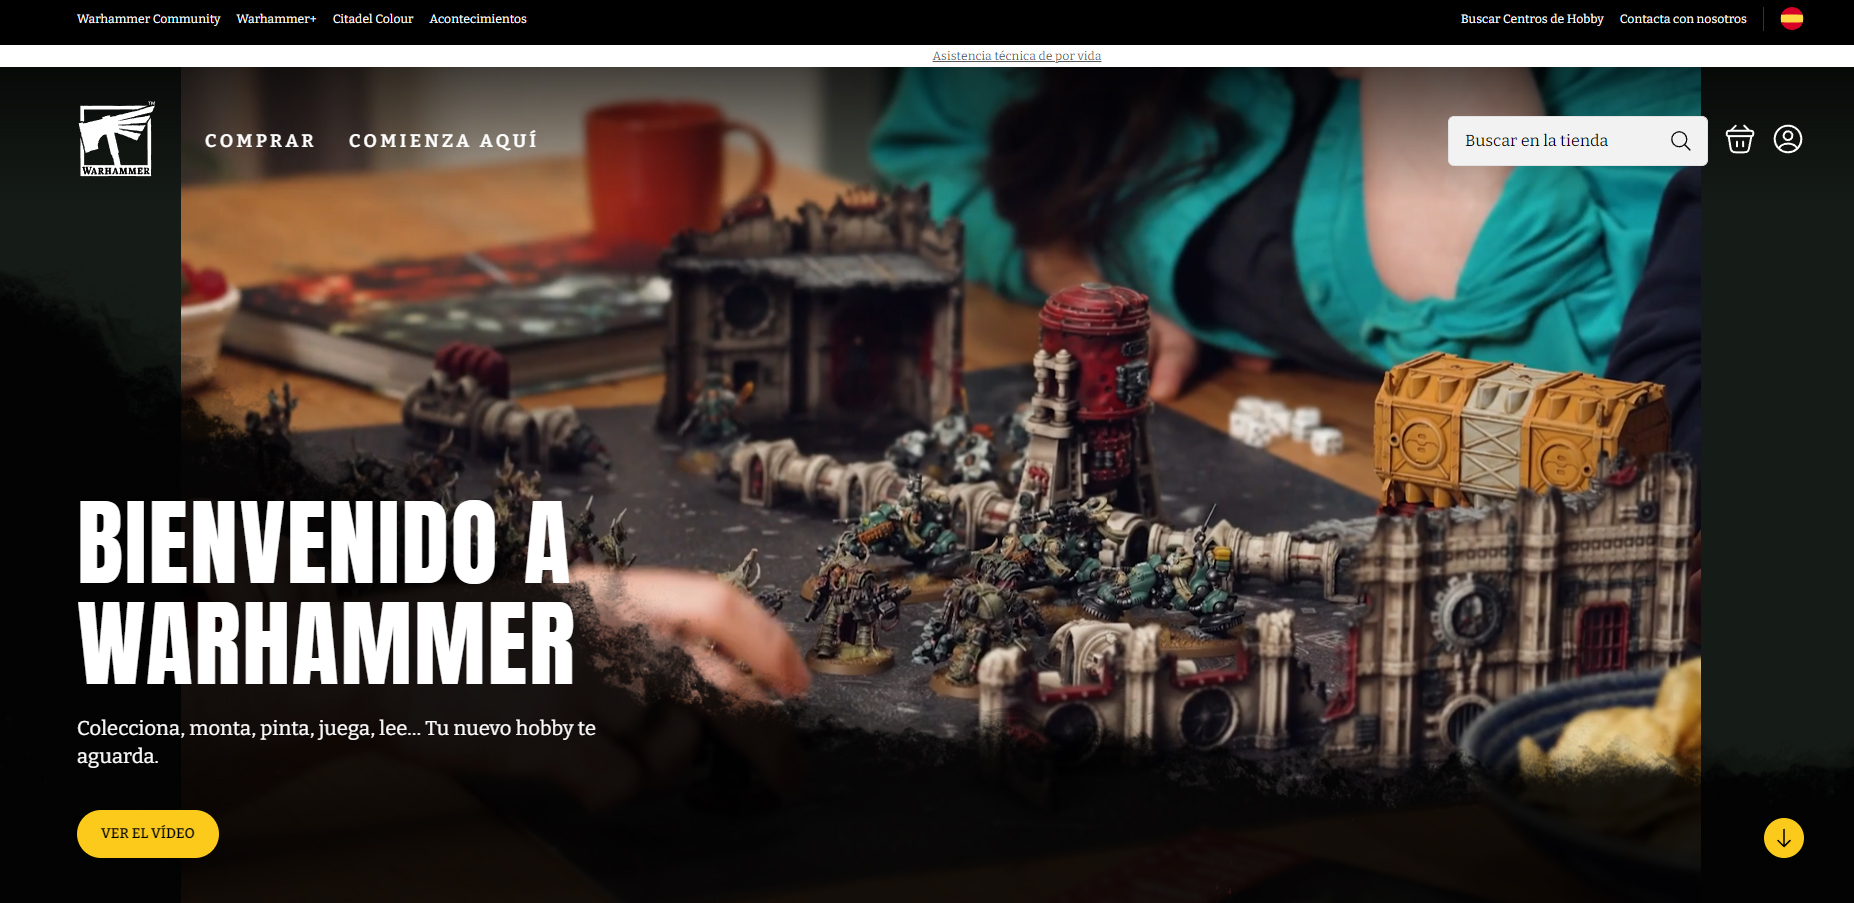 Warhammer Community Warhammer+ Citadel Colour Acontecimientos Buscar Centros de Hobby Contacta con nosotros
Asistencia técnica de por vida
WARHAMMER™
COMPRAR COMIENZA AQUÍ Buscar en la tienda
BIENVENIDO A
WARHAMMER
Colecciona, monta, pinta, juega, lee... Tu nuevo hobby te
aguarda.
VER EL VÍDEO